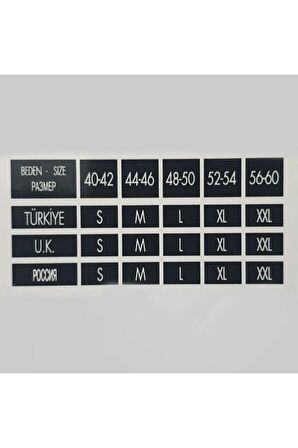 BEDEN - SIZE
РАЗМЕР 40-42 44-46 48-50 52-54 56-60
TÜRKİYE S M L XL XXL
U.K. S M L XL XXL
РОССИЯ S M L XL XXL